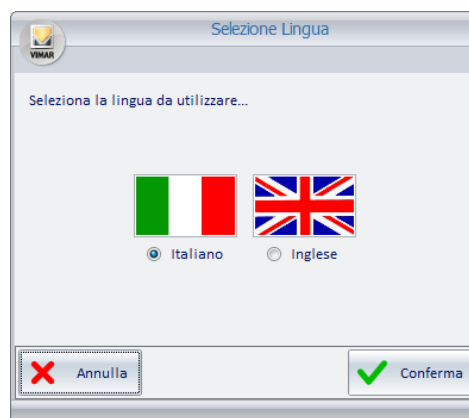 Selezione Lingua
VIMAR
Seleziona la lingua da utilizzare...
Italiano
Inglese
Annulla
Conferma